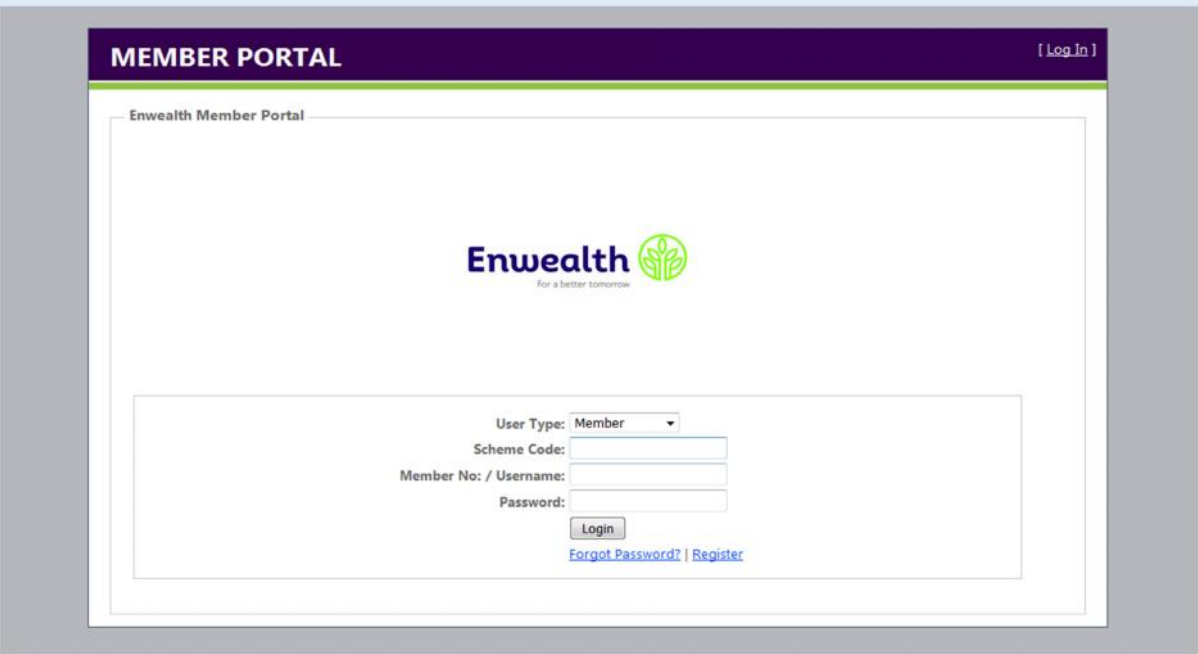 MEMBER PORTAL
[ Log In ]
Enwealth Member Portal
Enwealth
For a better tomorrow
User Type: Member
Scheme Code:
Member No: / Username:
Password:
Login
Forgot Password? | Register